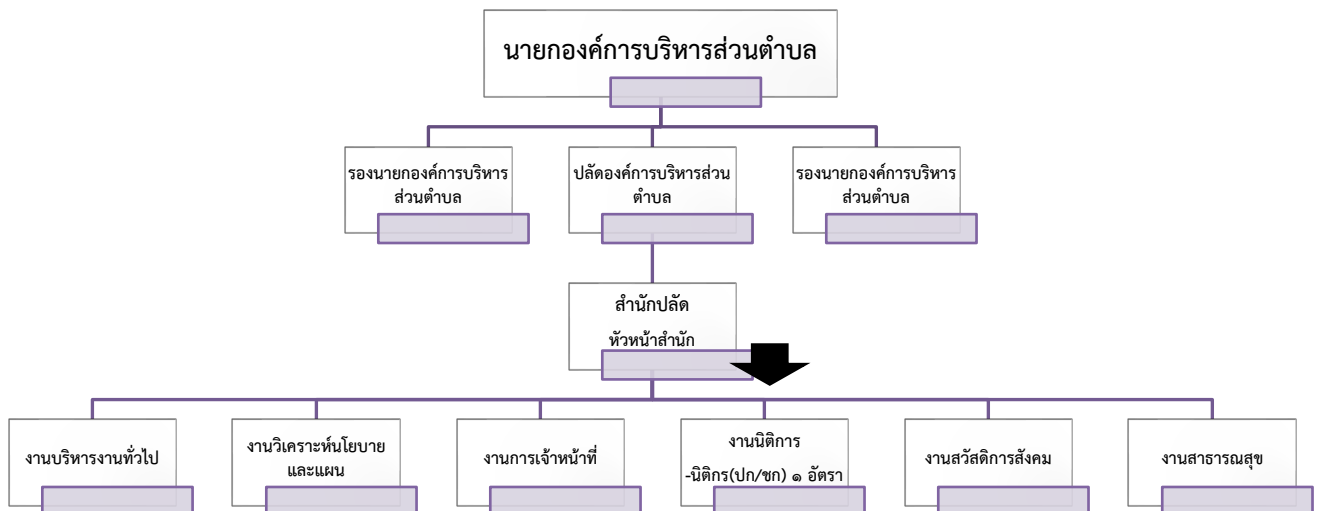 นายกองค์การบริหารส่วนตำบล
รองนายกองค์การบริหาร
ส่วนตำบล
ปลัดองค์การบริหารส่วน
ตำบล
รองนายกองค์การบริหาร
ส่วนตำบล
สำนักปลัด
หัวหน้าสำนัก
งานบริหารงานทั่วไป
งานวิเคราะห์นโยบาย
และแผน
งานการเจ้าหน้าที่
งานนิติการ
-นิติกร(ปก/ชก) ๑ อัตรา
งานสวัสดิการสังคม
งานสาธารณสุข